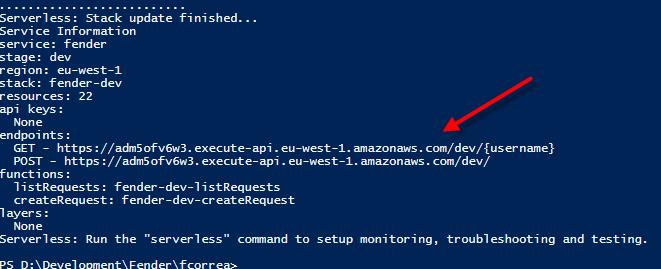 ..........................
Serverless: Stack update finished...
Service Information
service: fender
stage: dev
region: eu-west-1
stack: fender-dev
resources: 22
api keys:
  None
endpoints:
  GET - https://adm5ofv6w3.execute-api.eu-west-1.amazonaws.com/dev/{username}
  POST - https://adm5ofv6w3.execute-api.eu-west-1.amazonaws.com/dev/
functions:
  listRequests: fender-dev-listRequests
  createRequest: fender-dev-createRequest
layers:
  None
Serverless: Run the "serverless" command to setup monitoring, troubleshooting and testing.
PS D:\Development\Fender\fcorrea>